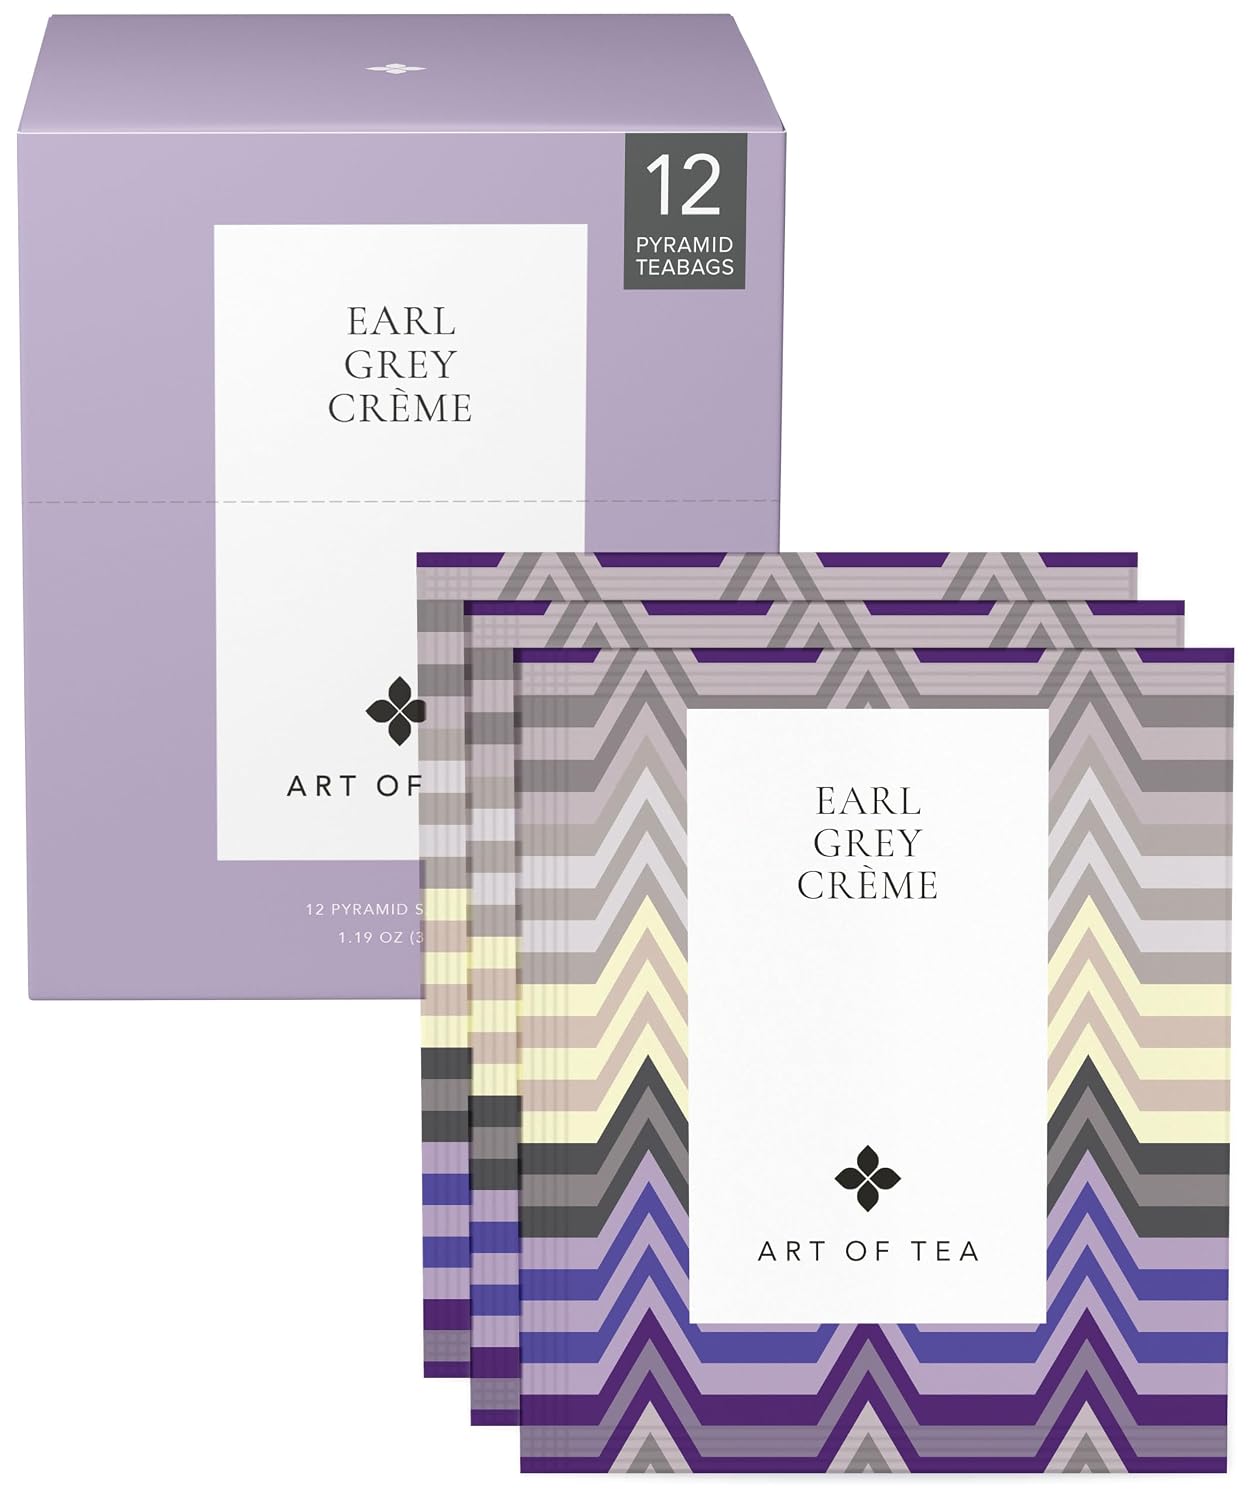 12
PYRAMID
TEABAGS
EARL
GREY
CRÈME
ART OF
12 PYRAMID
1.19 OZ
EARL
GREY
CRÈME
ART OF TEA